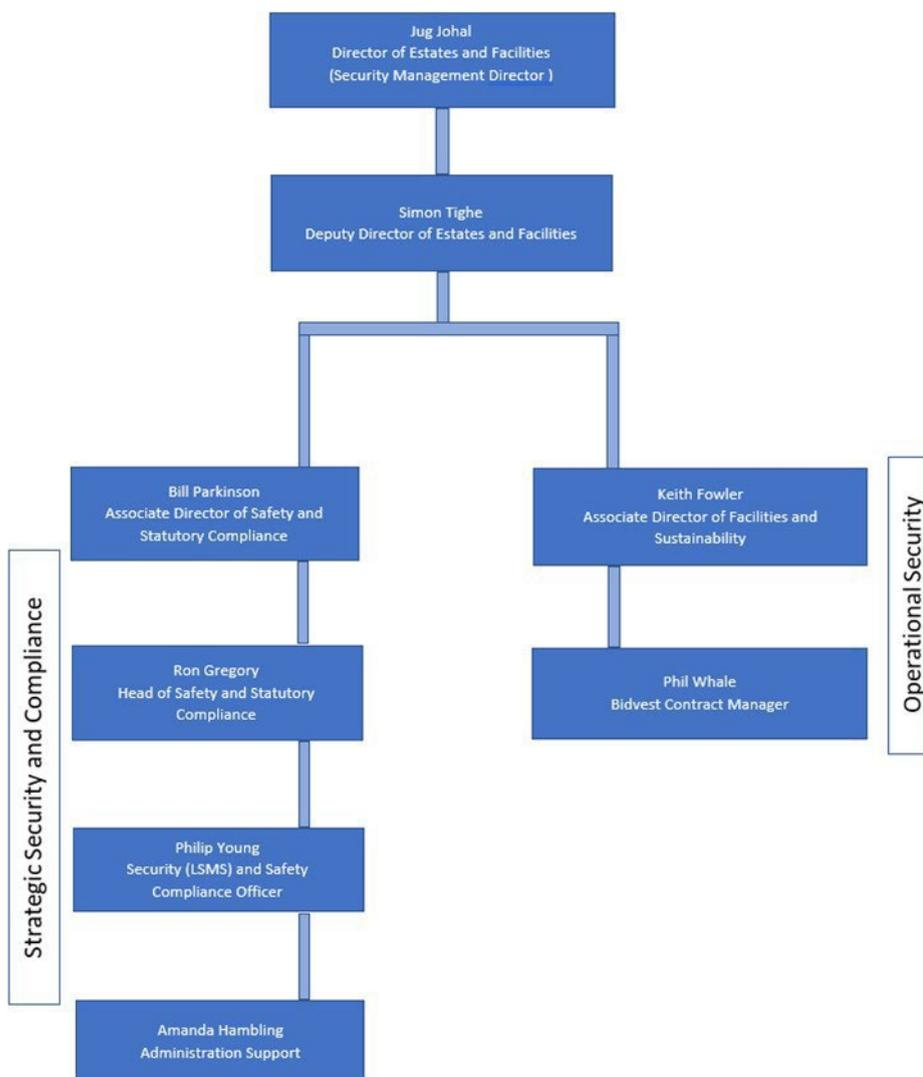 Jug Johal
Director of Estates and Facilities
(Security Management Director )
Simon Tighe
Deputy Director of Estates and Facilities
Bill Parkinson
Associate Director of Safety and
Statutory Compliance
Keith Fowler
Associate Director of Facilities and
Sustainability
Operational Security
Strategic Security and Compliance
Ron Gregory
Head of Safety and Statutory
Compliance
Phil Whale
Bidvest Contract Manager
Philip Young
Security (LSMS) and Safety
Compliance Officer
Amanda Hambling
Administration Support